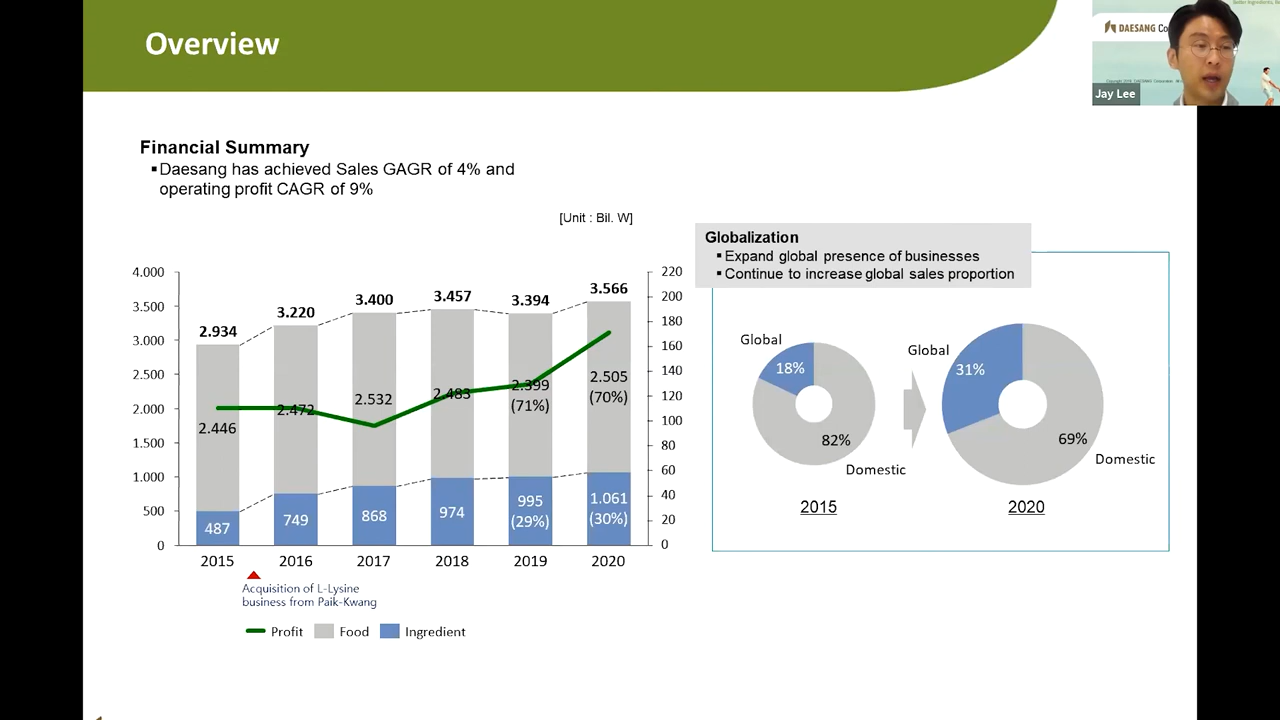 Overview
DAESANG Co
Jay Lee
Financial Summary
▪Daesang has achieved Sales GAGR of 4% and
operating profit CAGR of 9%
[Unit : Bil. W]
4.000
3.500
3.000
2.500
2.000
1.500
1.000
500
0
220
200
180
160
140
120
100
80
60
40
20
0
2.934
3.220
3.400
3.457
3.394
3.566
2.446
2.472
2.532
2.483
2.399
(71%)
2.505
(70%)
487
749
868
974
995
(29%)
1.061
(30%)
2015
2016
2017
2018
2019
2020
Acquisition of L-Lysine
business from Paik-Kwang
Profit
Food
Ingredient
Globalization
▪ Expand global presence of businesses
▪ Continue to increase global sales proportion
Global
18%
82%
Domestic
2015
Global
31%
69%
Domestic
2020